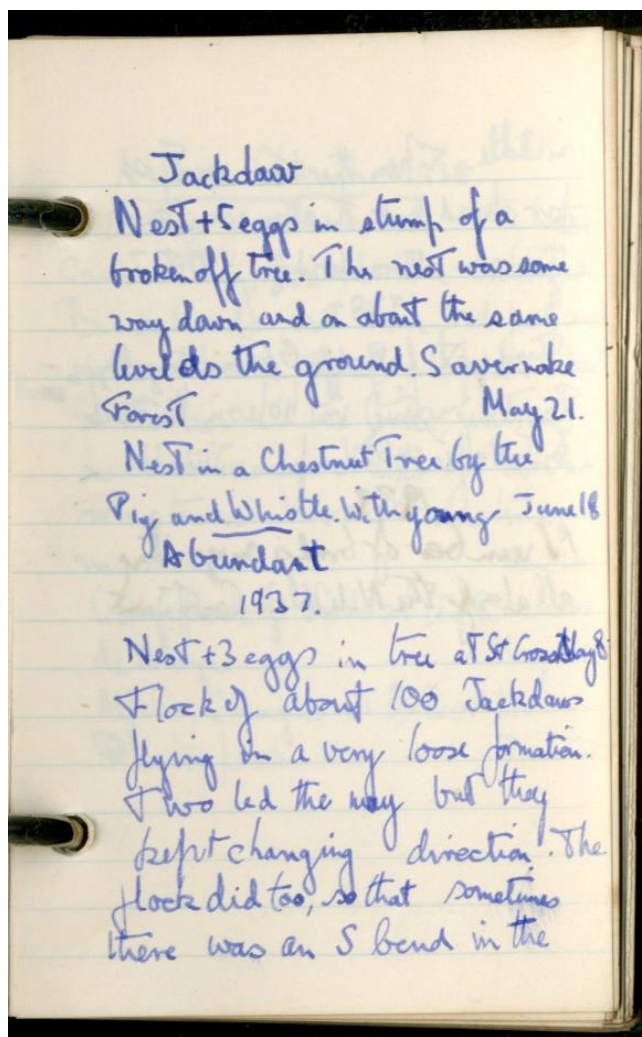 Jackdaw
Nest + 5 eggs in stump of a
broken off tree. The nest was some
way down and on about the same
level as the ground. Savernake
Forest May 21.
Nest in a Chestnut Tree by the
Pig and Whistle. With young June 18
Abundant
1937.
Nest + 3 eggs in tree at St Cross May 8
Flock of about 100 Jackdaws
flying in a very loose formation.
Two led the way but they
kept changing direction. The
flock did too, so that sometimes
there was an S bend in the